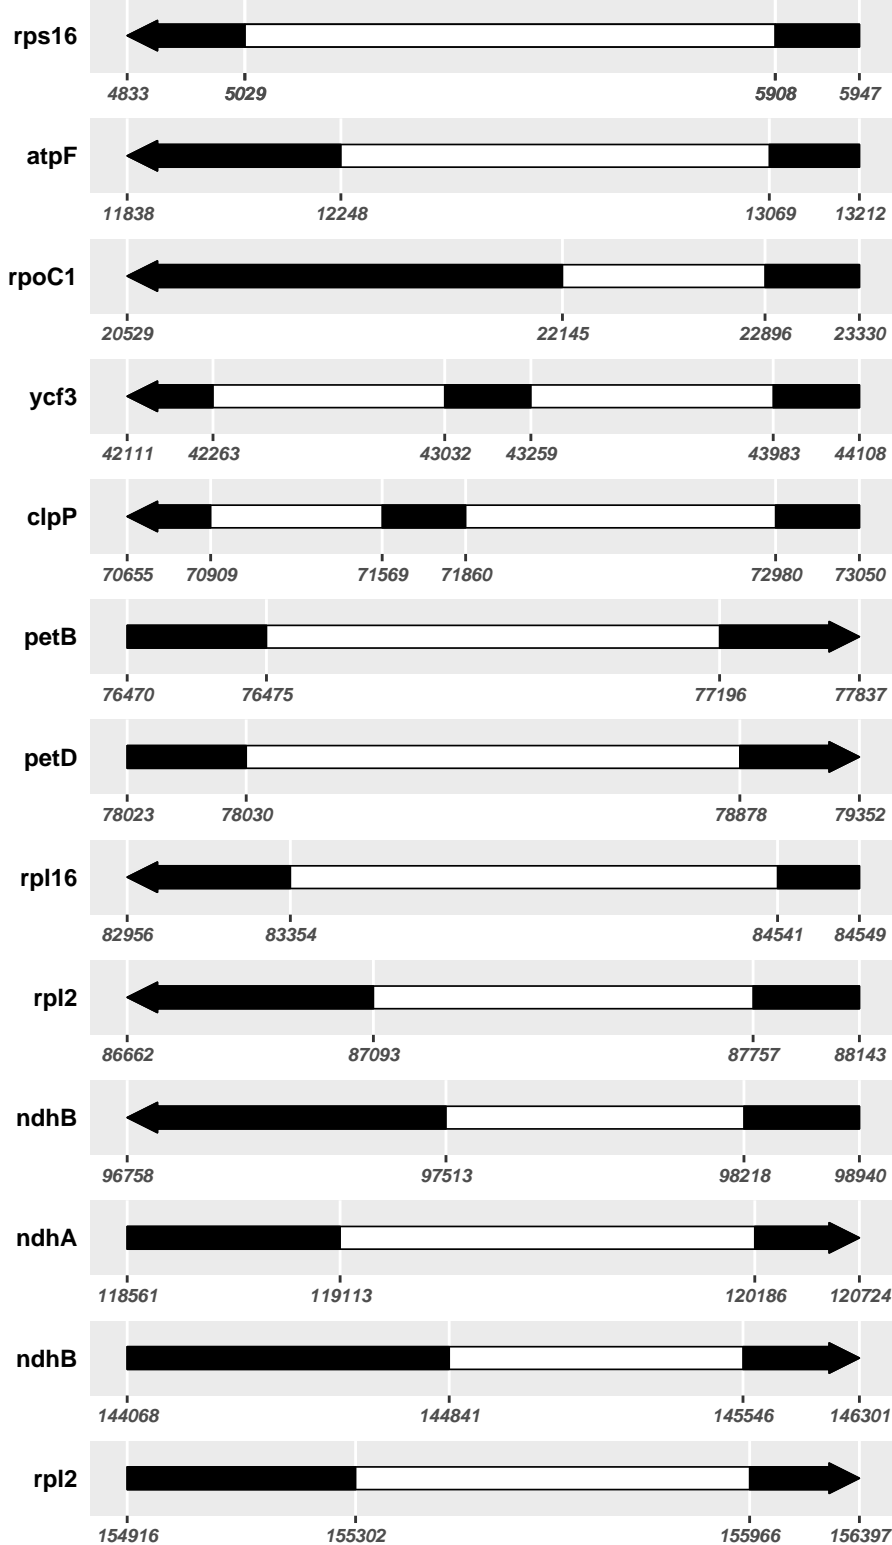 rps16
4833 5029 5908 5947
atpF
11838 12248 13069 13212
rpoC1
20529 22145 22896 23330
ycf3
42111 42263 43032 43259 43983 44108
clpP
70655 70909 71569 71860 72980 73050
petB
76470 76475 77196 77837
petD
78023 78030 78878 79352
rpl16
82956 83354 84541 84549
rpl2
86662 87093 87757 88143
ndhB
96758 97513 98218 98940
ndhA
118561 119113 120186 120724
ndhB
144068 144841 145546 146301
rpl2
154916 155302 155966 156397